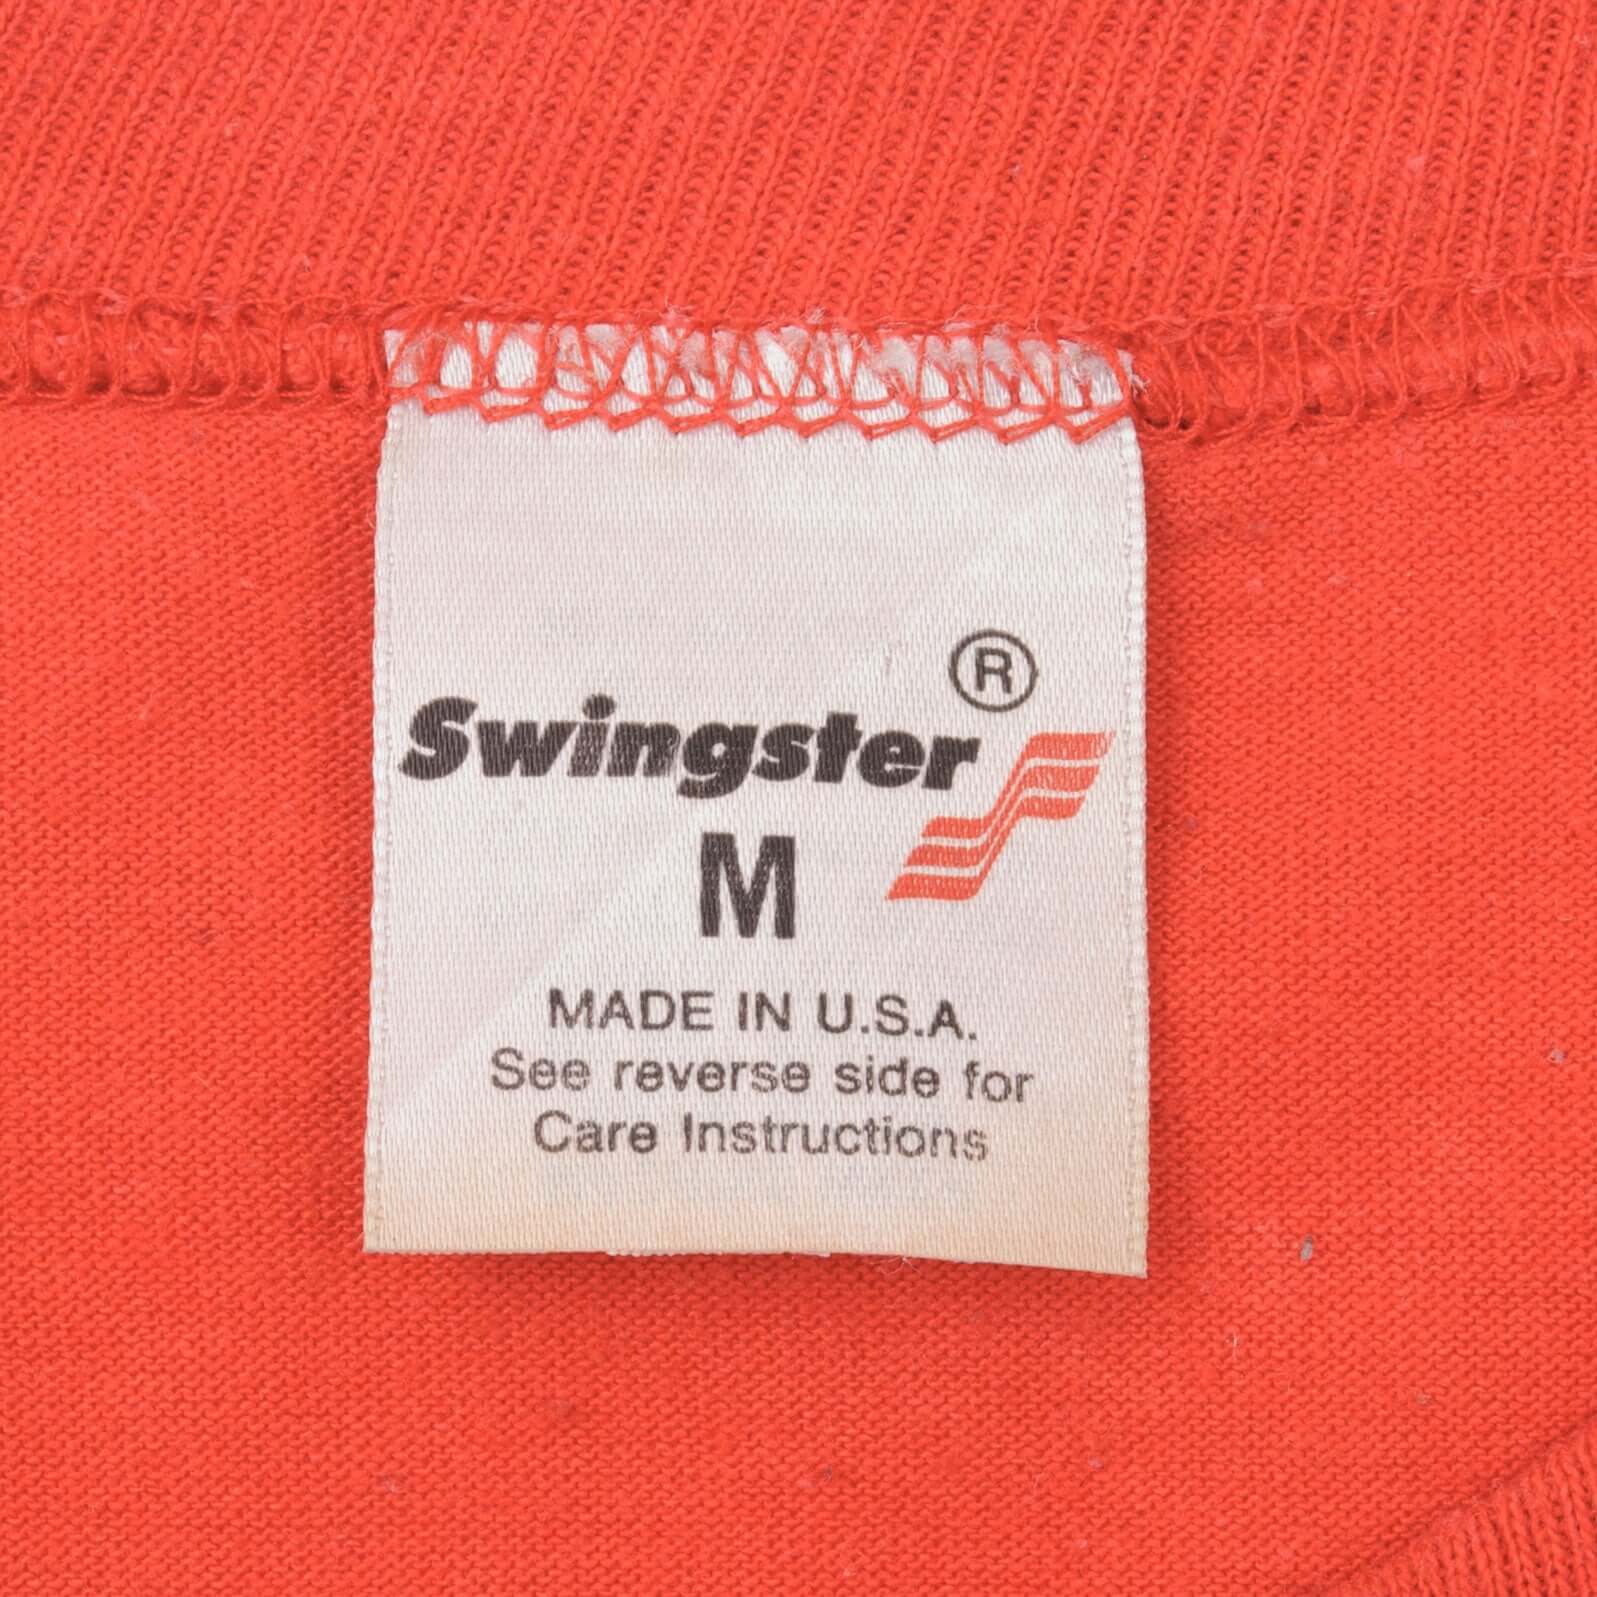 Swingster ®
M
MADE IN U.S.A.
See reverse side for
Care Instructions